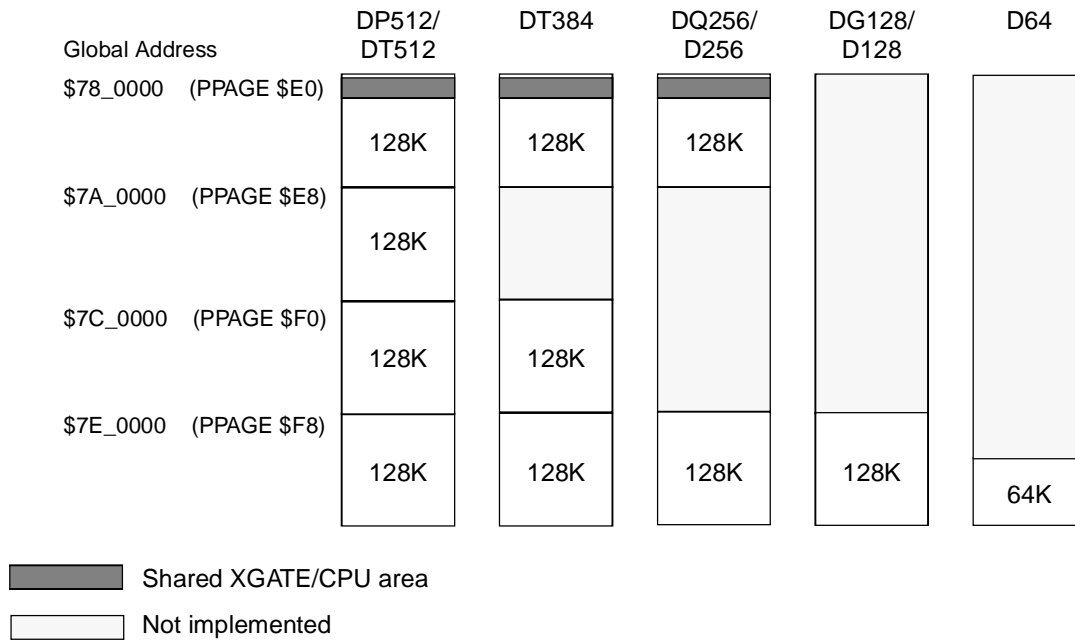 DP512/
DT512
DT384
DQ256/
D256
DG128/
D128
D64
Global Address
$78_0000 (PPAGE $E0)
128K 128K 128K
$7A_0000 (PPAGE $E8)
128K
$7C_0000 (PPAGE $F0)
128K 128K
$7E_0000 (PPAGE $F8)
128K 128K 128K 128K
64K
Shared XGATE/CPU area
Not implemented